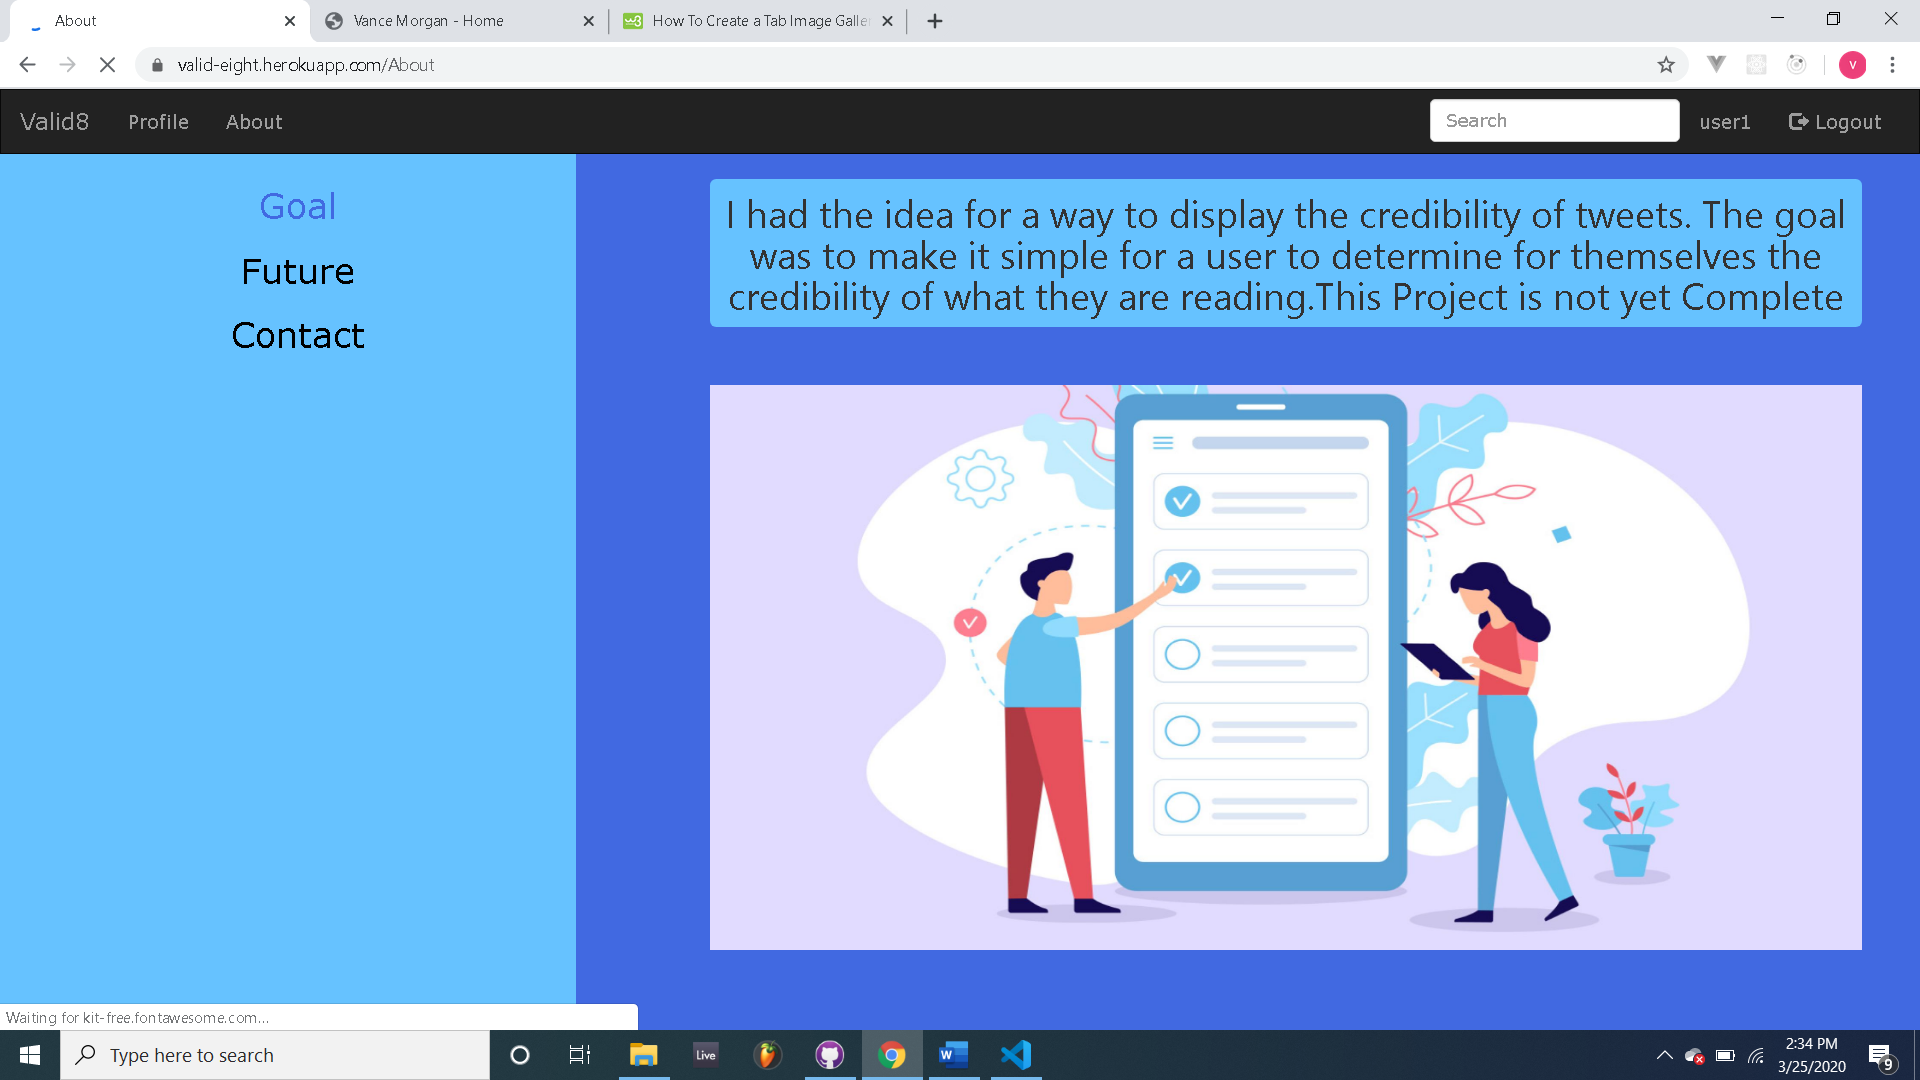 About
Vance Morgan - Home
How To Create a Tab Image Galle
valid-eight.herokuapp.com/About
V
Valid8 Profile About Search user1 Logout
Goal
Future
Contact
I had the idea for a way to display the credibility of tweets. The goal
was to make it simple for a user to determine for themselves the
credibility of what they are reading.This Project is not yet Complete
Waiting for kit-free.fontawesome.com...
Type here to search
Live
W
2:34 PM
3/25/2020
9